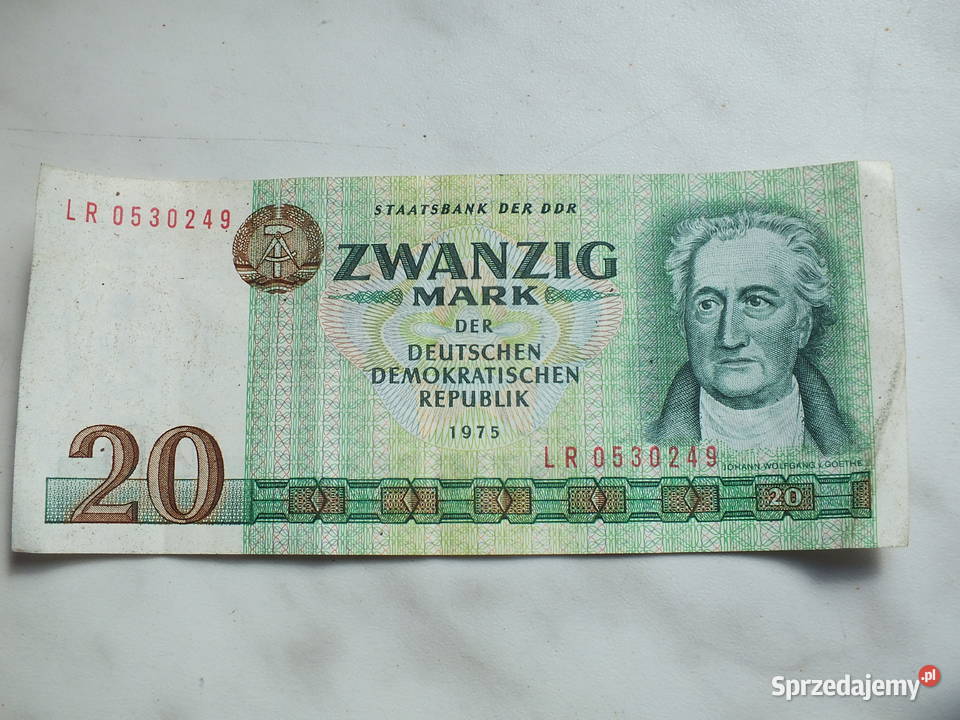 LR 0530249
STAATSBANK DER DDR
ZWANZIG
MARK
DER
DEUTSCHEN
DEMOKRATISCHEN
REPUBLIK
1975
LR 0530249
JOHANN WOLFGANG v. GOETHE
20
20
Sprzedajemy.pl